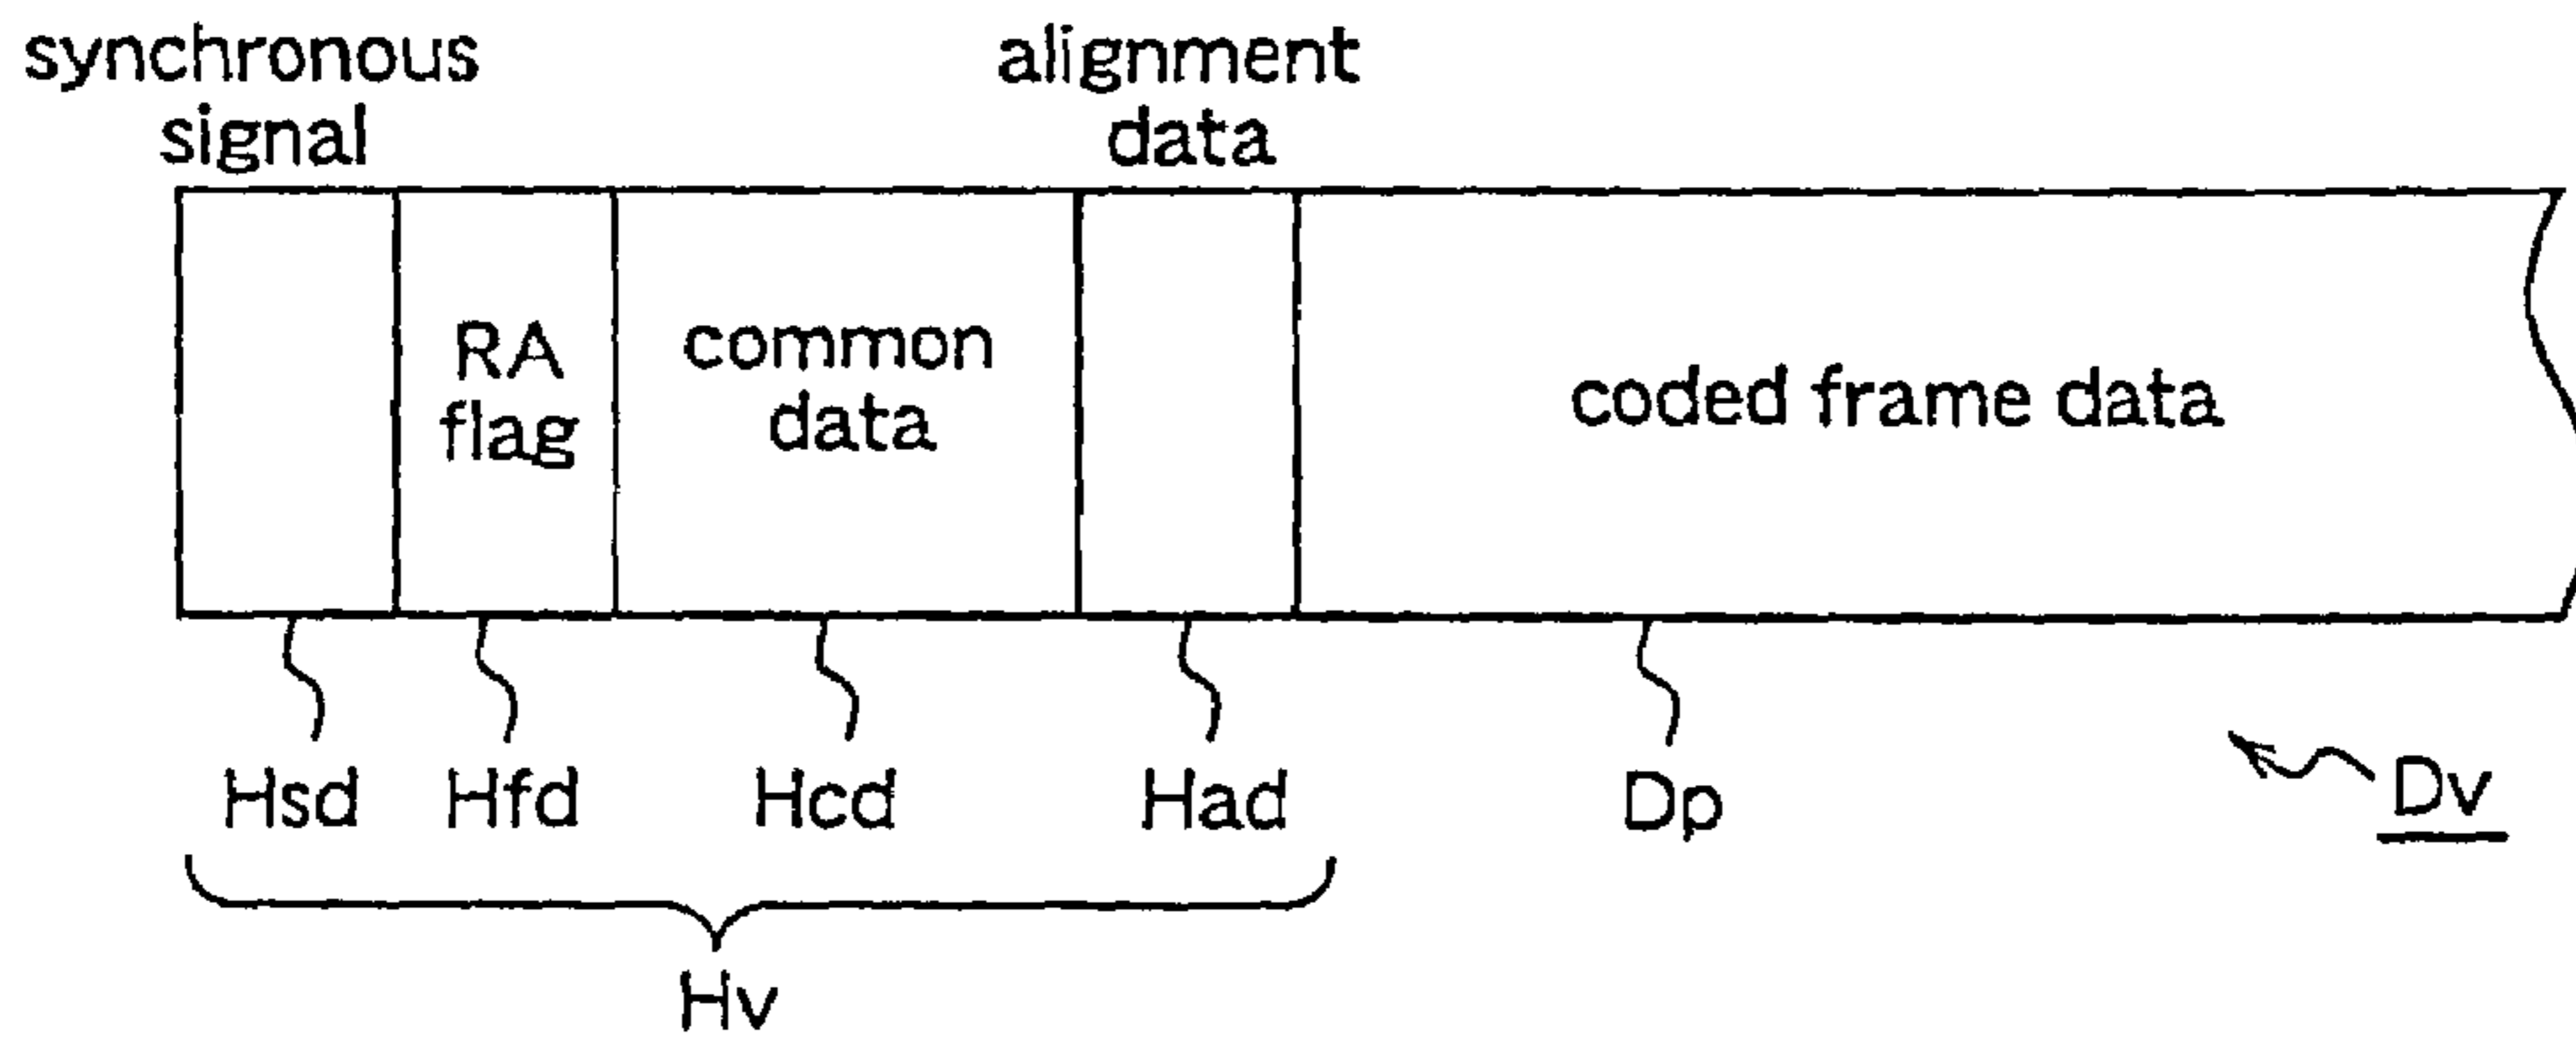 synchronous
signal
alignment
data
RA
flag
common
data
coded frame data
Hsd
Hfd
Hcd
Had
Dp
Dv
Hv